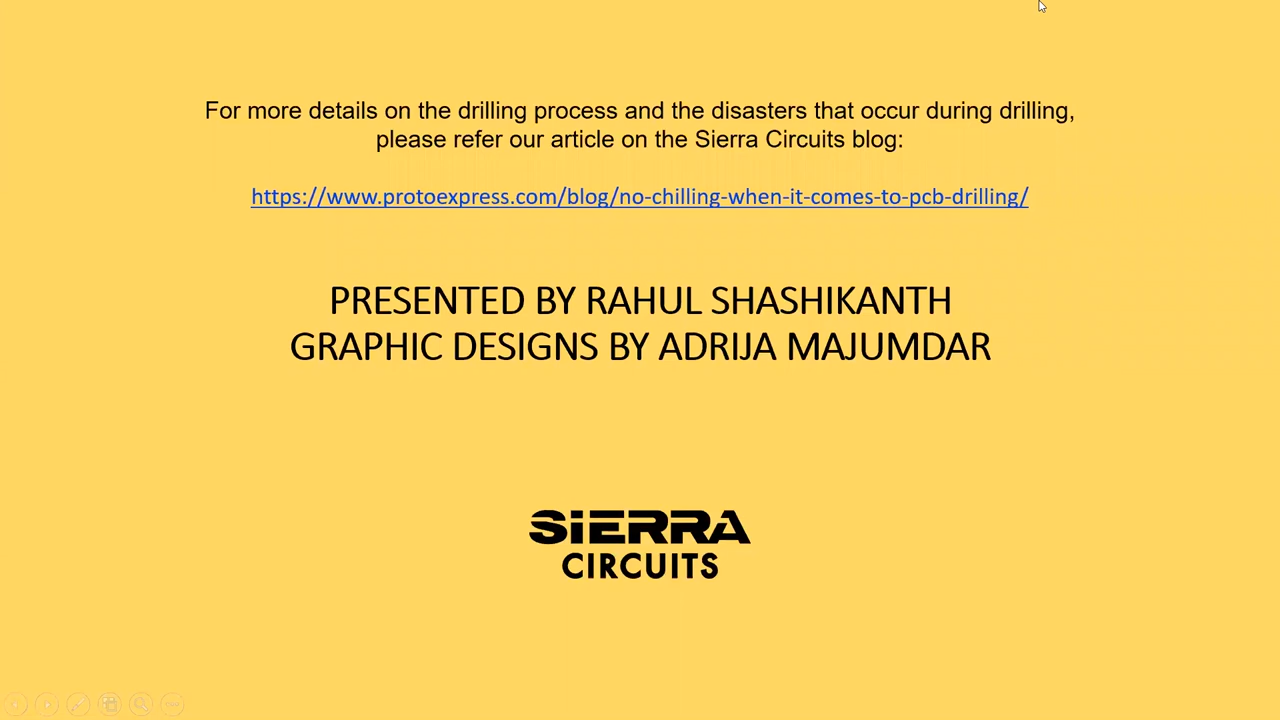 For more details on the drilling process and the disasters that occur during drilling,
please refer our article on the Sierra Circuits blog:
https://www.protoexpress.com/blog/no-chilling-when-it-comes-to-pcb-drilling/
PRESENTED BY RAHUL SHASHIKANTH
GRAPHIC DESIGNS BY ADRIJA MAJUMDAR
SiERRA
CIRCUITS